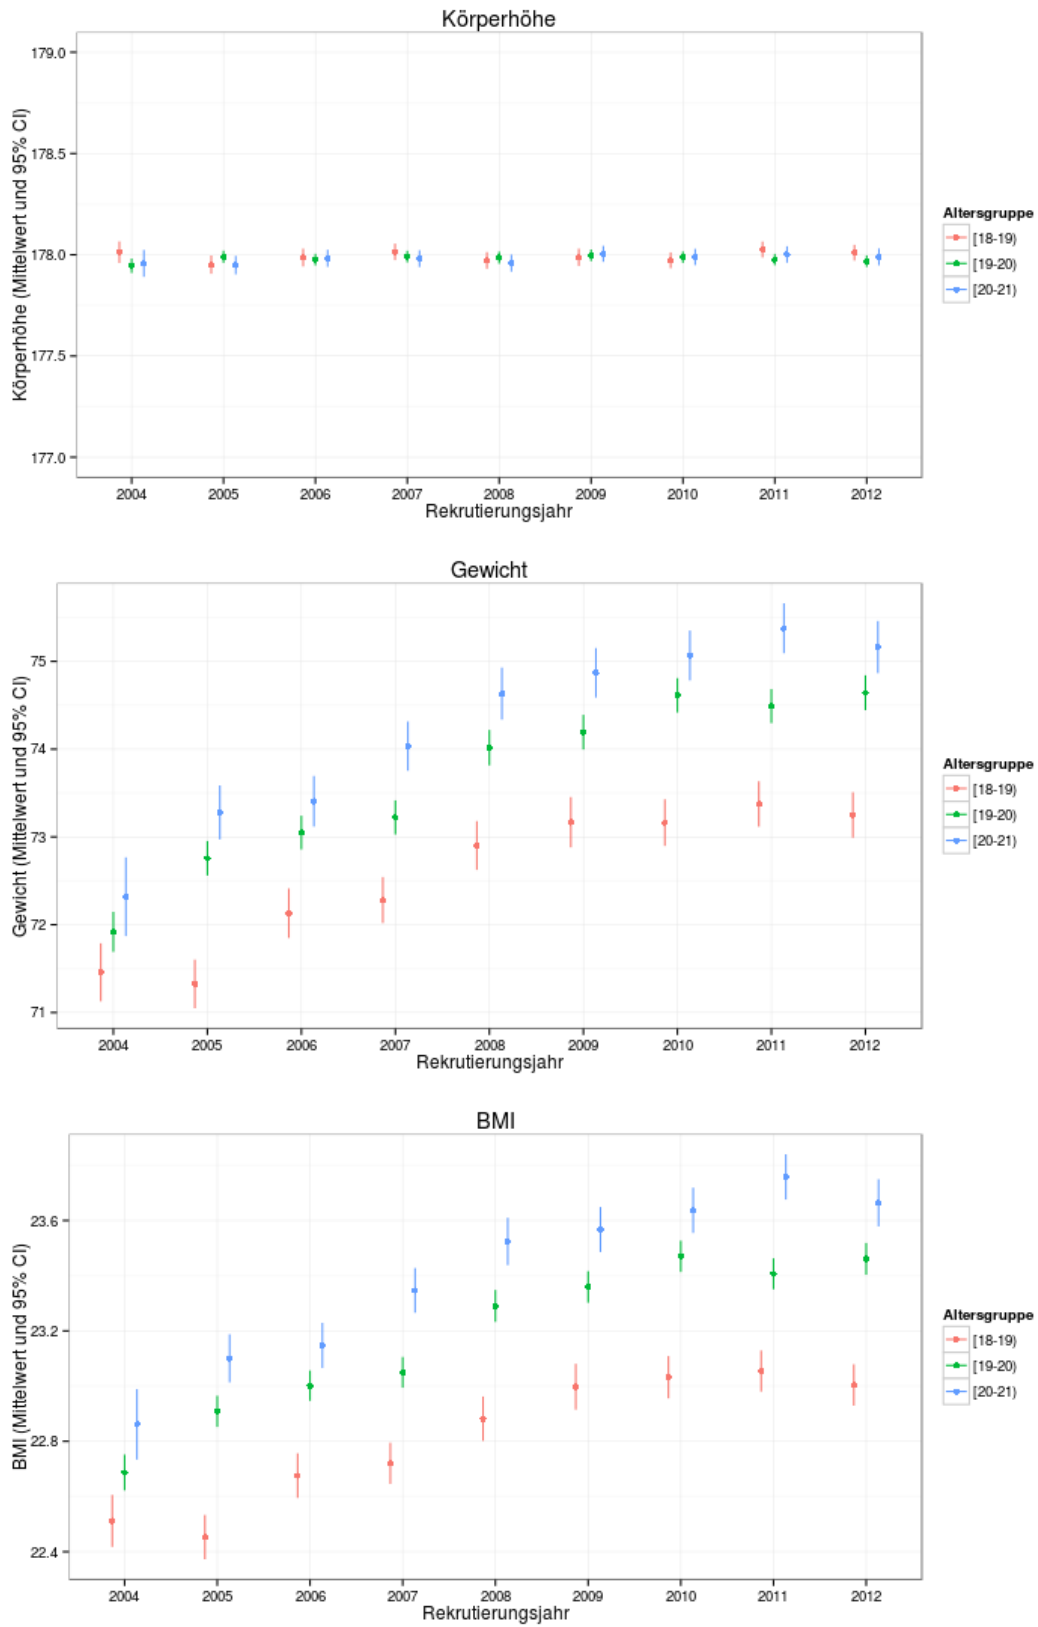 Körperhöhe
Körperhöhe (Mittelwert und 95% CI)
179.0
178.5
178.0
177.5
177.0
2004 2005 2006 2007 2008 2009 2010 2011 2012
Rekrutierungsjahr
Altersgruppe
[18-19)
[19-20)
[20-21)
Gewicht
Gewicht (Mittelwert und 95% CI)
75
74
73
72
71
2004 2005 2006 2007 2008 2009 2010 2011 2012
Rekrutierungsjahr
Altersgruppe
[18-19)
[19-20)
[20-21)
BMI
BMI (Mittelwert und 95% CI)
23.6
23.2
22.8
22.4
2004 2005 2006 2007 2008 2009 2010 2011 2012
Rekrutierungsjahr
Altersgruppe
[18-19)
[19-20)
[20-21)